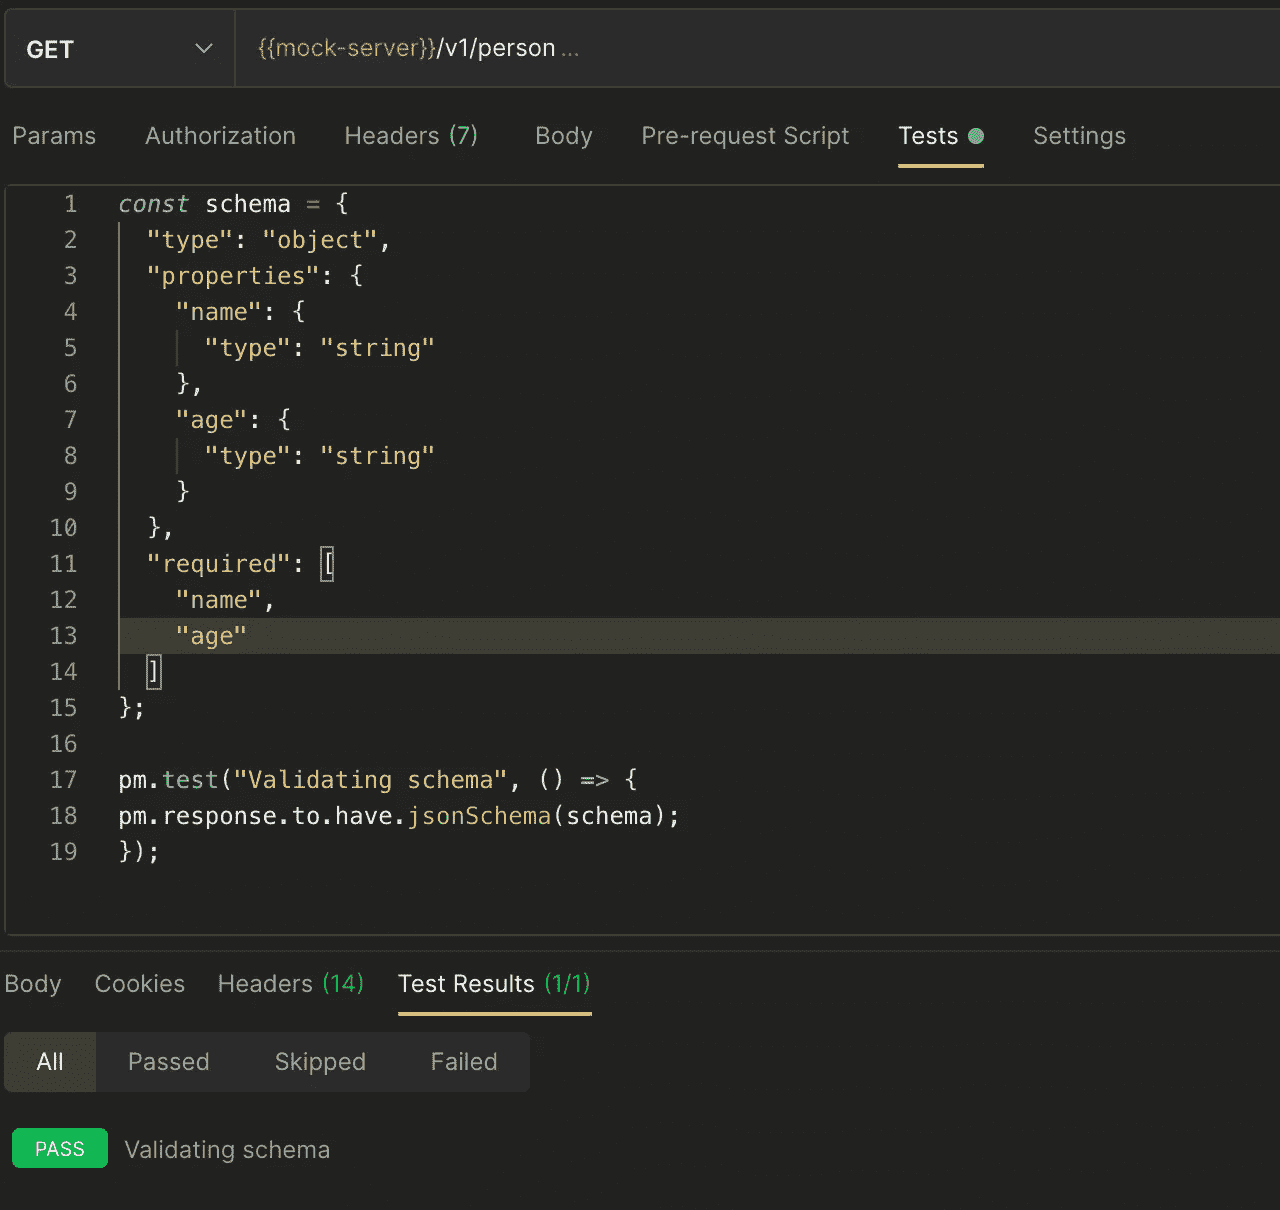 GET {{mock-server}}/v1/person ...
Params Authorization Headers (7) Body Pre-request Script Tests Settings
1 const schema = {
2 "type": "object",
3 "properties": {
4 "name": {
5 "type": "string"
6 },
7 "age": {
8 "type": "string"
9 }
10 },
11 "required": [
12 "name",
13 "age"
14 ]
15 };
16
17 pm.test("Validating schema", () => {
18 pm.response.to.have.jsonSchema(schema);
19 });
Body Cookies Headers (14) Test Results (1/1)
All Passed Skipped Failed
PASS Validating schema